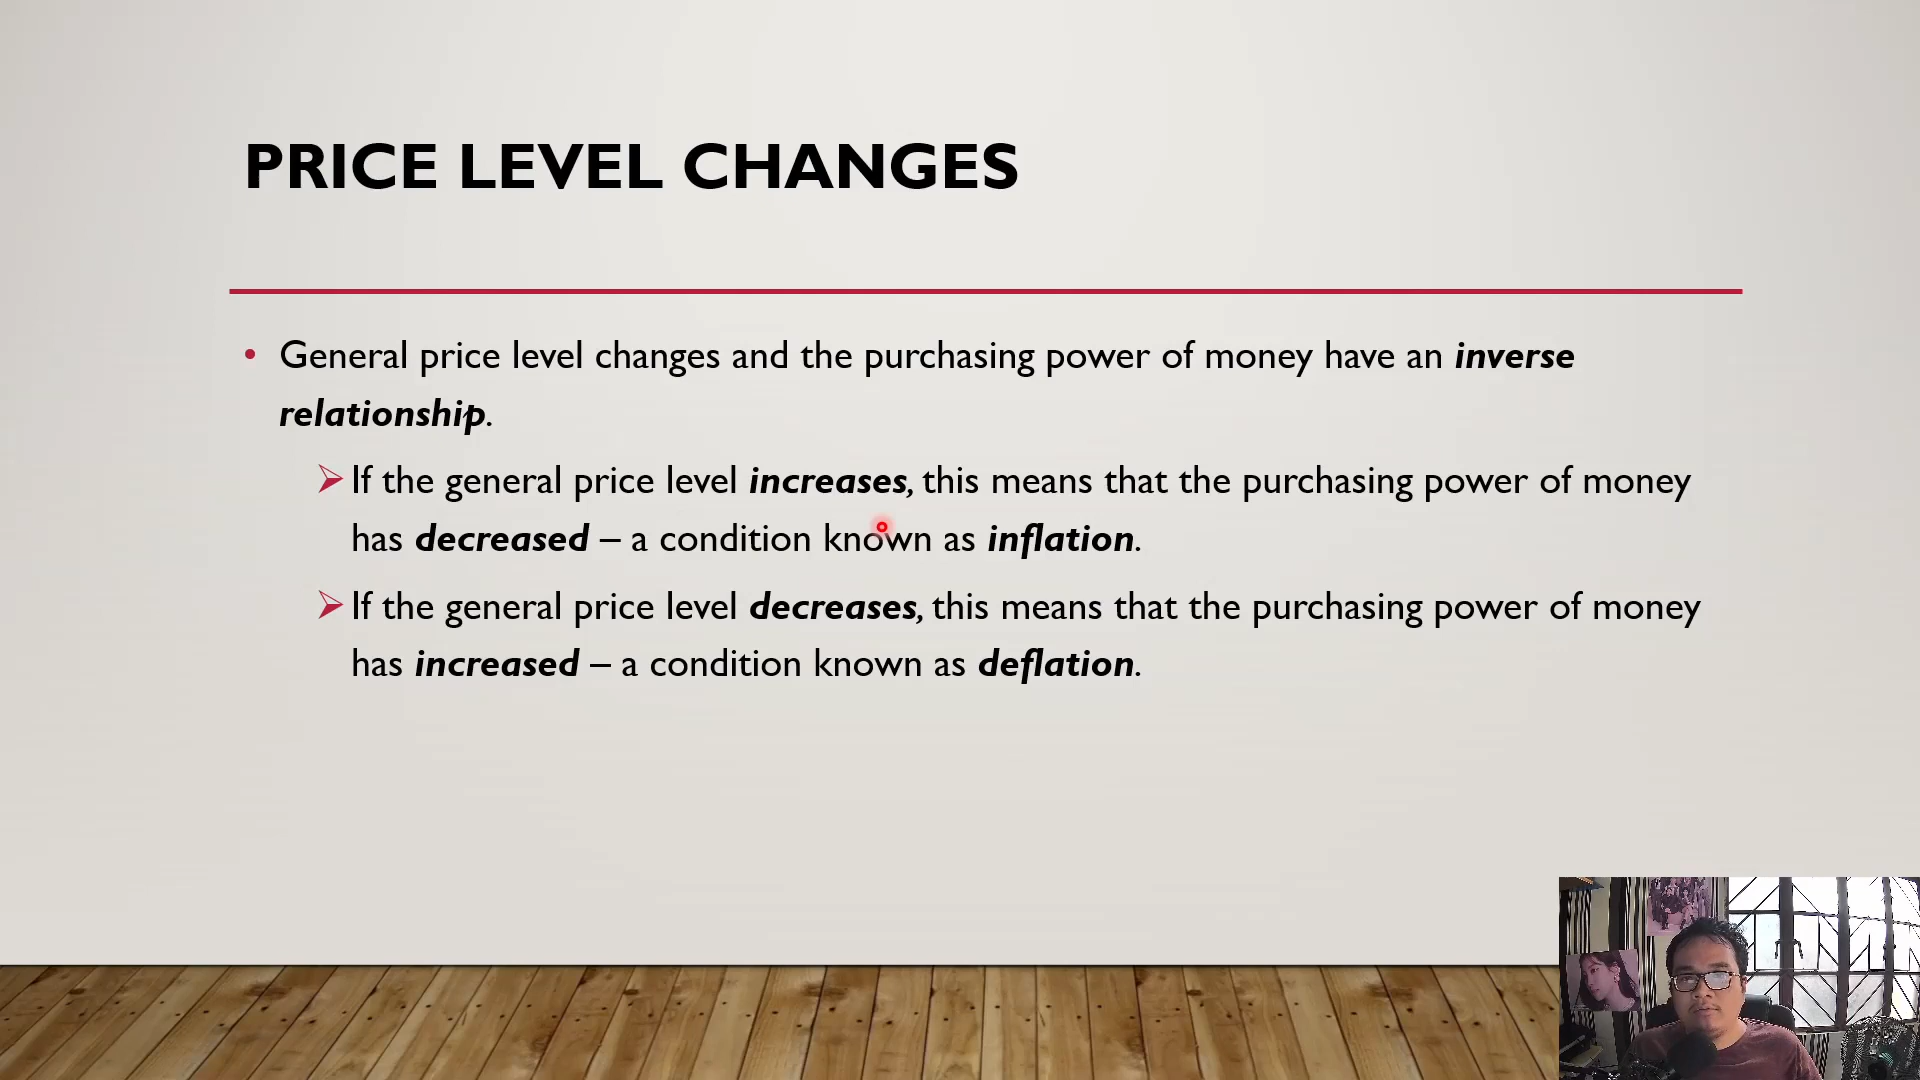 PRICE LEVEL CHANGES
• General price level changes and the purchasing power of money have an inverse
relationship.
➢ If the general price level increases, this means that the purchasing power of money
has decreased – a condition known as inflation.
➢ If the general price level decreases, this means that the purchasing power of money
has increased – a condition known as deflation.